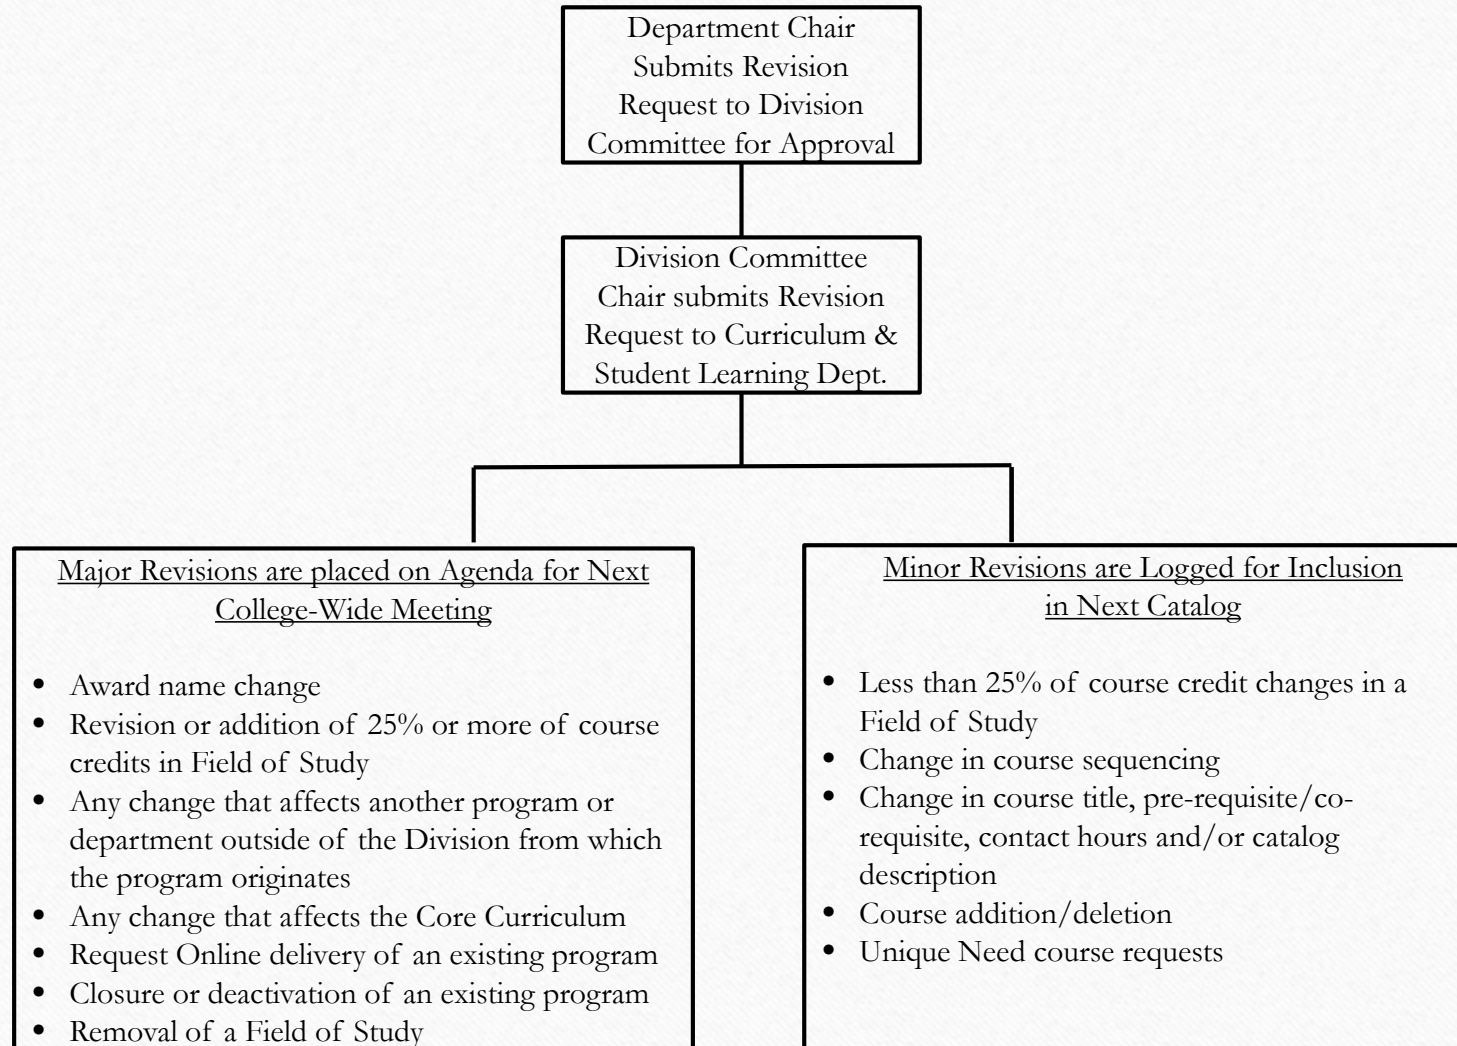 Department Chair
Submits Revision
Request to Division
Committee for Approval
Division Committee
Chair submits Revision
Request to Curriculum &
Student Learning Dept.
Major Revisions are placed on Agenda for Next
College-Wide Meeting
• Award name change
• Revision or addition of 25% or more of course
credits in Field of Study
• Any change that affects another program or
department outside of the Division from which
the program originates
• Any change that affects the Core Curriculum
• Request Online delivery of an existing program
• Closure or deactivation of an existing program
• Removal of a Field of Study
Minor Revisions are Logged for Inclusion
in Next Catalog
• Less than 25% of course credit changes in a
Field of Study
• Change in course sequencing
• Change in course title, pre-requisite/co-
requisite, contact hours and/or catalog
description
• Course addition/deletion
• Unique Need course requests